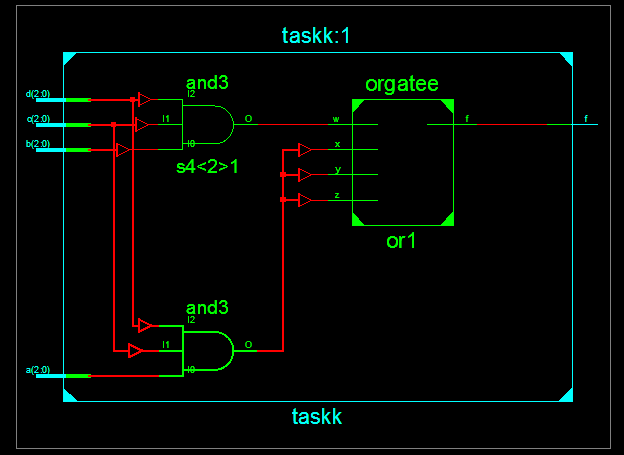 taskk:1
and3
orgatee
d(2:0)
I2
c(2:0)
I1
O
w
f
f
b(2:0)
I0
x
s4<2>1
y
z
or1
and3
I2
I1
O
a(2:0)
I0
taskk